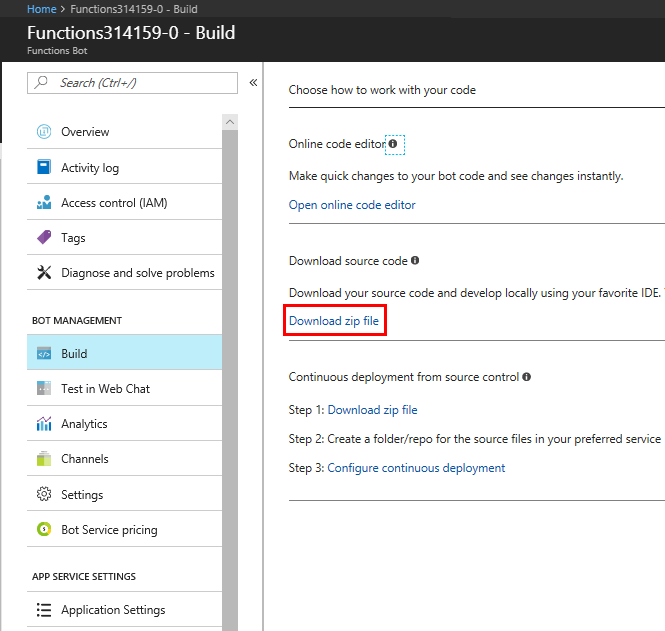 Home > Functions314159-0 - Build
Functions314159-0 - Build
Functions Bot
Search (Ctrl+/)
«
Overview
Activity log
Access control (IAM)
Tags
Diagnose and solve problems
BOT MANAGEMENT
Build
Test in Web Chat
Analytics
Channels
Settings
Bot Service pricing
APP SERVICE SETTINGS
Application Settings
Choose how to work with your code
Online code editor
Make quick changes to your bot code and see changes instantly.
Open online code editor
Download source code
Download your source code and develop locally using your favorite IDE.
Download zip file
Continuous deployment from source control
Step 1: Download zip file
Step 2: Create a folder/repo for the source files in your preferred service
Step 3: Configure continuous deployment